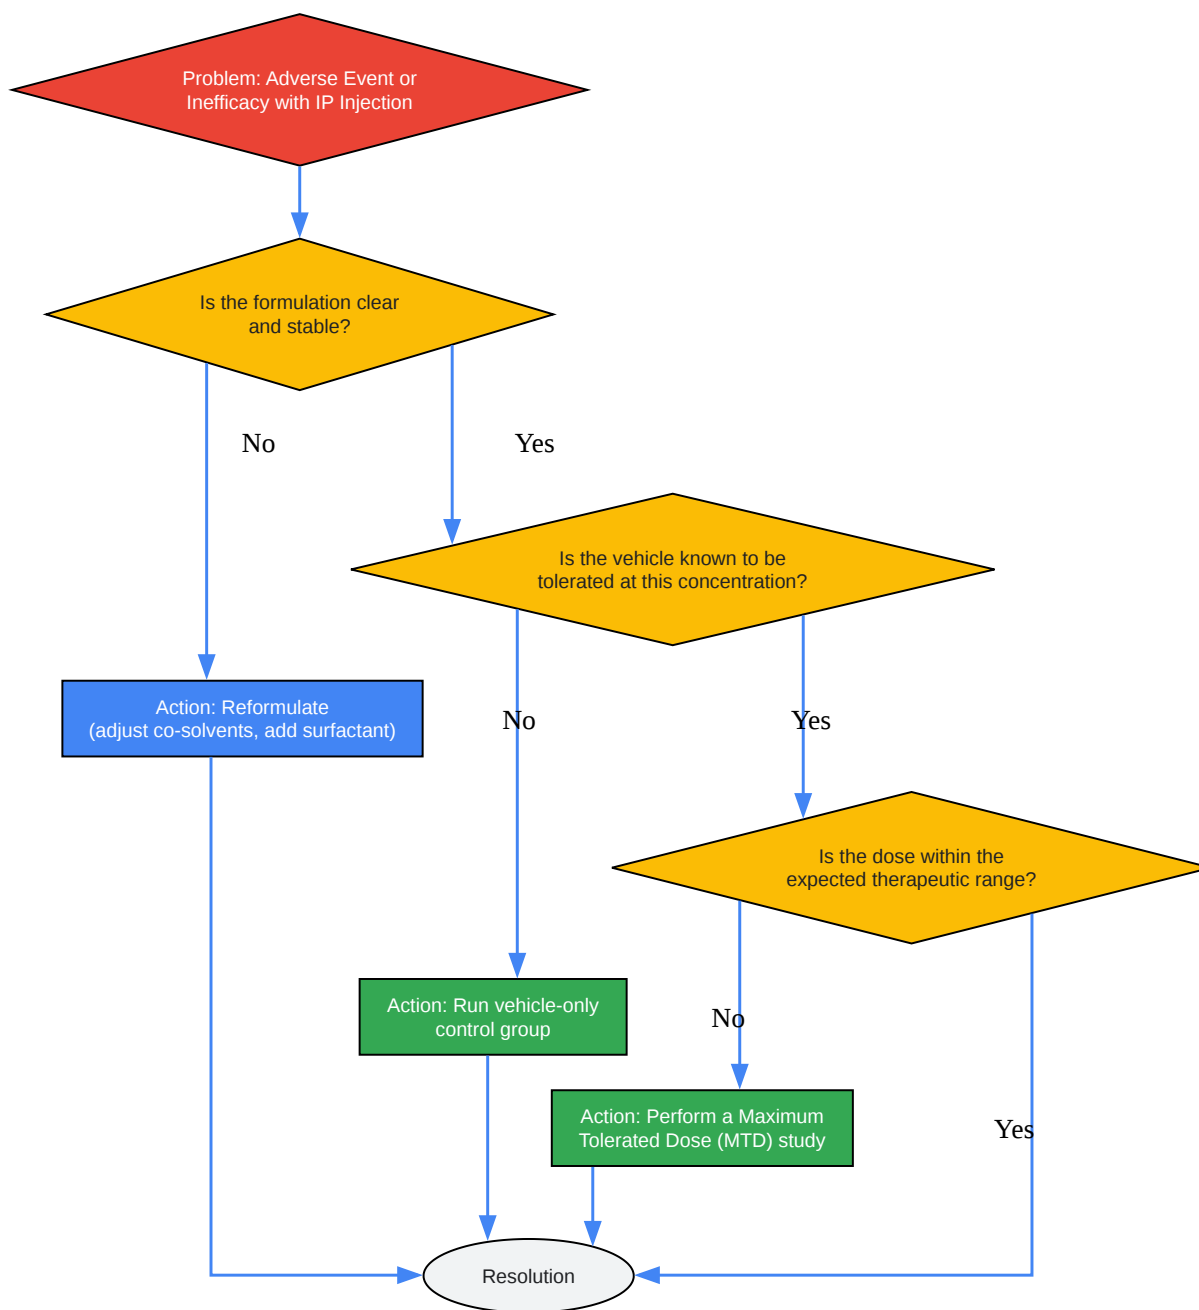 Problem: Adverse Event or
Inefficacy with IP Injection
Is the formulation clear
and stable?
No
Yes
Is the vehicle known to be
tolerated at this concentration?
Action: Reformulate
(adjust co-solvents, add surfactant)
No
Yes
Is the dose within the
expected therapeutic range?
Action: Run vehicle-only
control group
No
Action: Perform a Maximum
Tolerated Dose (MTD) study
Yes
Resolution